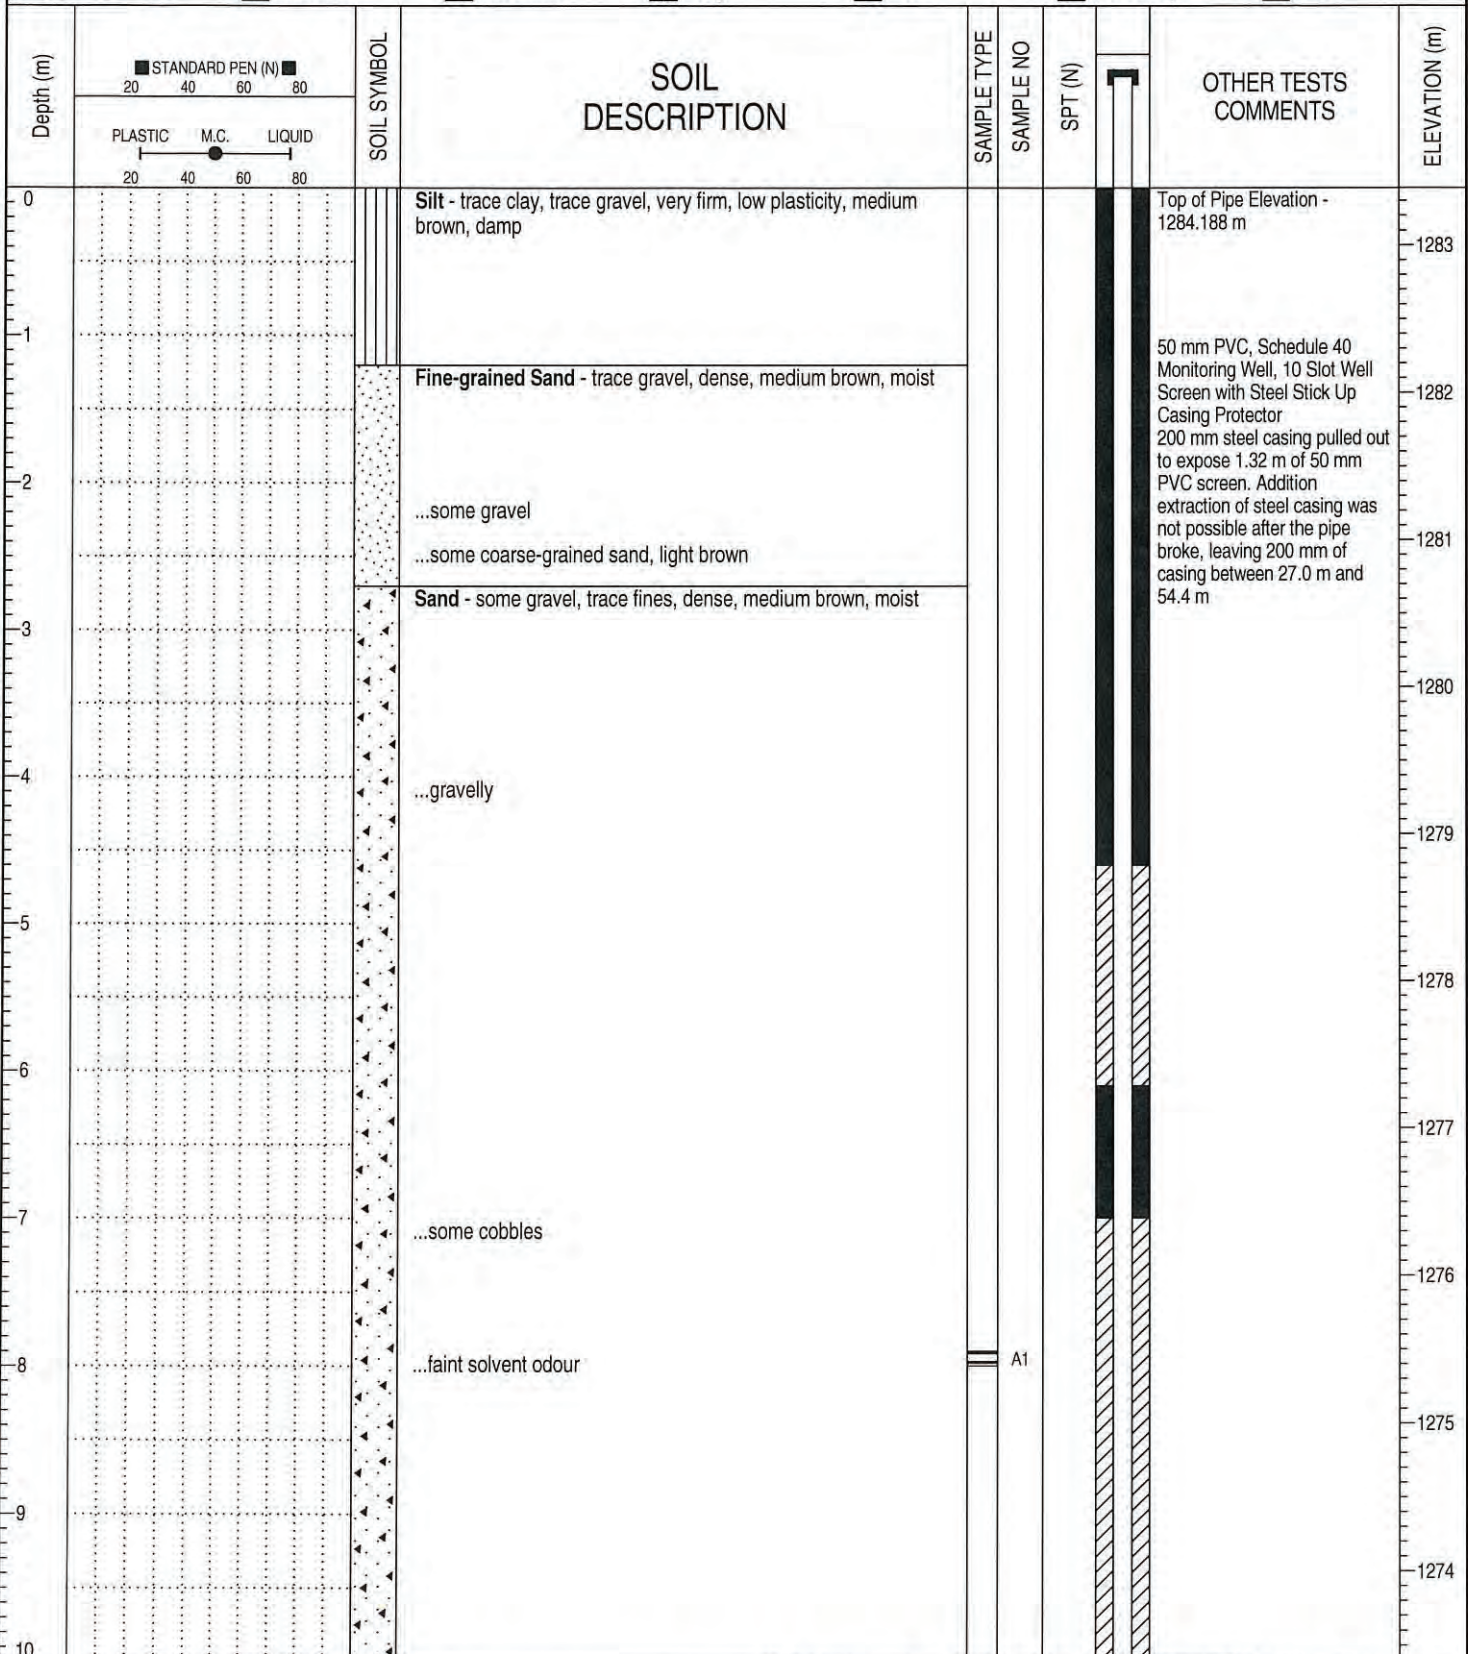 Depth (m)
■ STANDARD PEN (N) ■
20 40 60 80
PLASTIC M.C. LIQUID
20 40 60 80
SOIL SYMBOL
SOIL
DESCRIPTION
SAMPLE TYPE
SAMPLE NO
SPT (N)
OTHER TESTS
COMMENTS
ELEVATION (m)
0
Silt - trace clay, trace gravel, very firm, low plasticity, medium
brown, damp
Top of Pipe Elevation -
1284.188 m
1283
1
50 mm PVC, Schedule 40
Monitoring Well, 10 Slot Well
Screen with Steel Stick Up
Casing Protector
200 mm steel casing pulled out
to expose 1.32 m of 50 mm
PVC screen. Addition
extraction of steel casing was
not possible after the pipe
broke, leaving 200 mm of
casing between 27.0 m and
54.4 m
Fine-grained Sand - trace gravel, dense, medium brown, moist
1282
2
...some gravel
1281
...some coarse-grained sand, light brown
Sand - some gravel, trace fines, dense, medium brown, moist
3
1280
4
...gravelly
1279
5
1278
6
1277
7
...some cobbles
1276
8
...faint solvent odour
A1
1275
9
1274
10